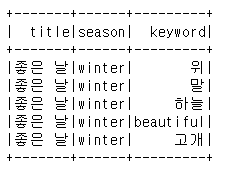 +-------+------+---------+
|  title|season|  keyword|
+-------+------+---------+
|좋은 날|winter|       위|
|좋은 날|winter|       말|
|좋은 날|winter|     하늘|
|좋은 날|winter|beautiful|
|좋은 날|winter|     고개|
+-------+------+---------+